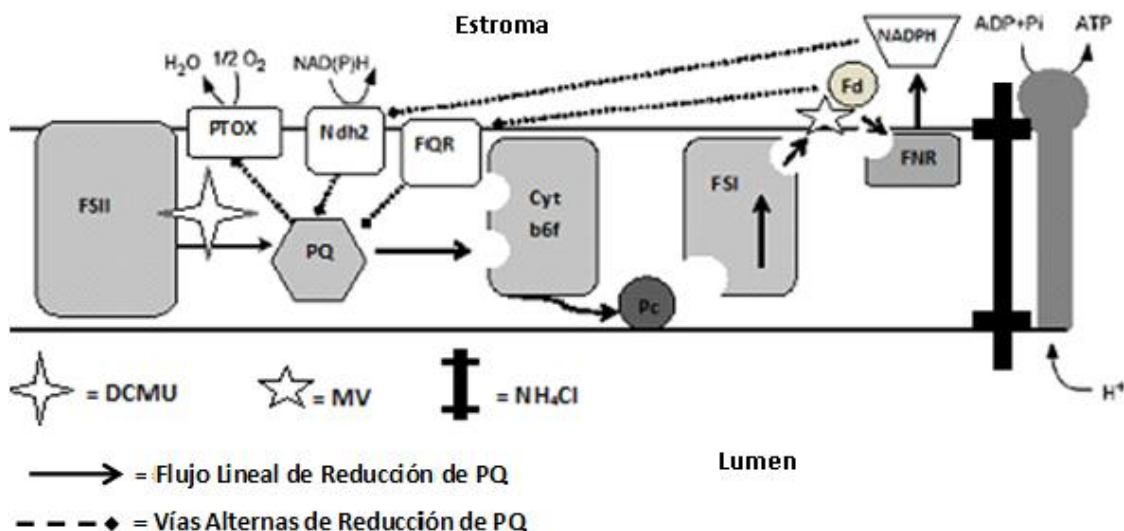 Estroma
H₂O 1/2 O₂
NAD(P)H
NADPH
ADP+Pi
ATP
PTOX
Ndh2
FQR
Fd
FSII
PQ
Cyt
b6f
FSI
FNR
Pc
H⁺
= DCMU
= MV
= NH₄Cl
Lumen
= Flujo Lineal de Reducción de PQ
= Vías Alternas de Reducción de PQ